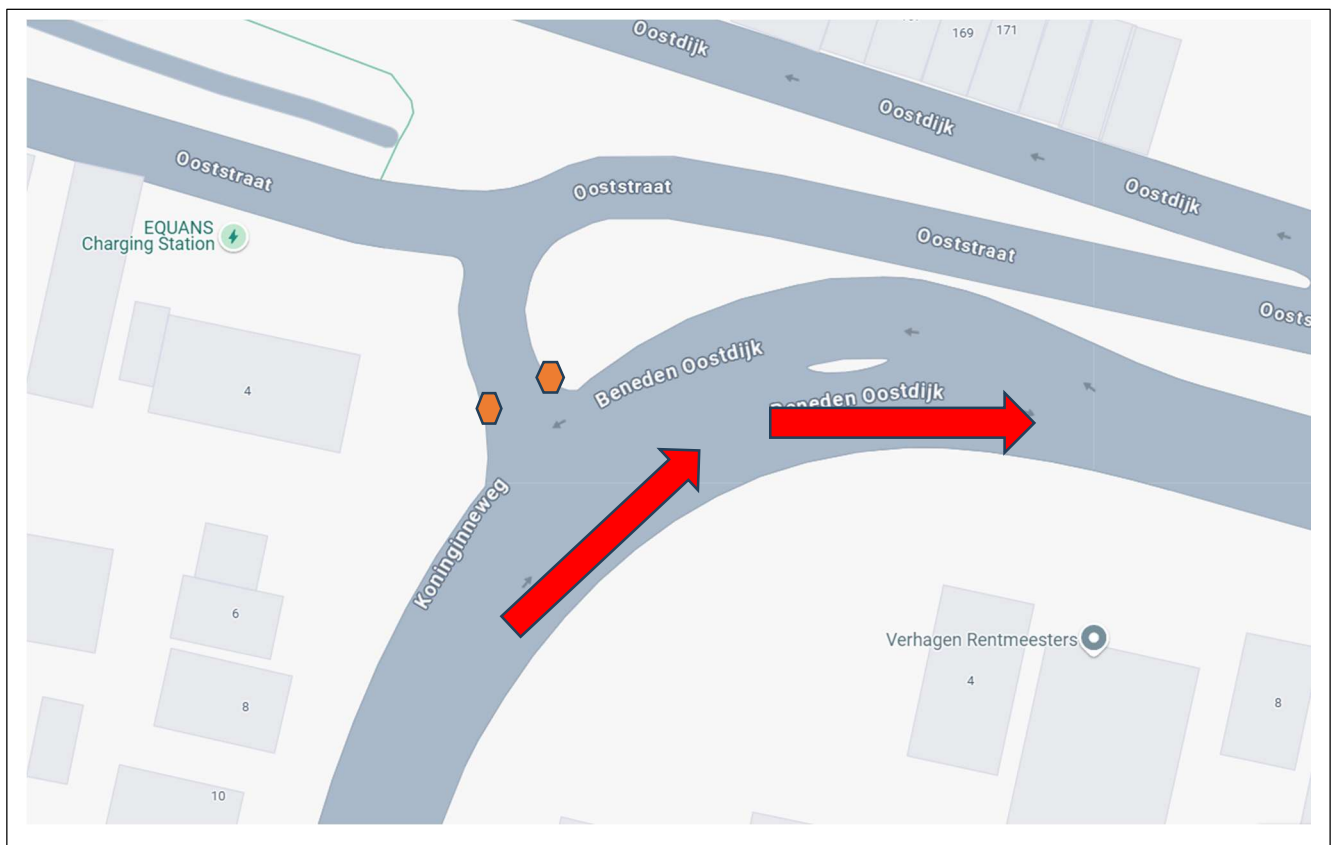 Oostdijk
169
171
Oostdijk
Oostdijk
Ooststraat
Ooststraat
Ooststraat
EQUANS
Charging Station
Beneden Oostdijk
Beneden Oostdijk
4
Koninginneweg
6
Verhagen Rentmeesters
4
8
8
10